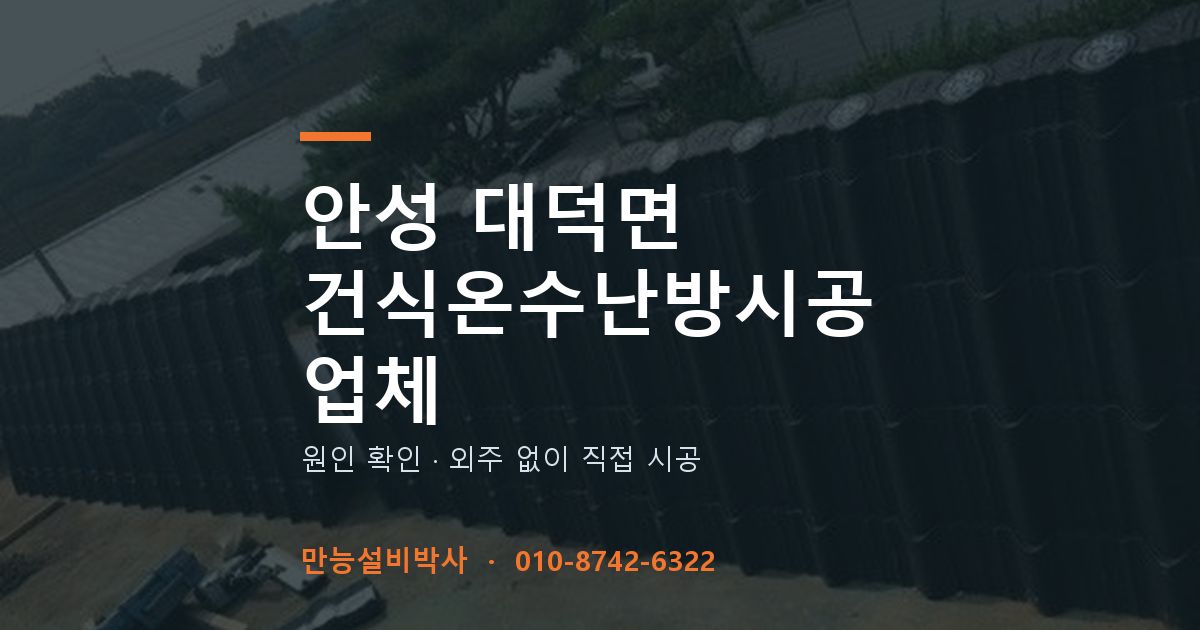 안성 대덕면
건식온수난방시공
업체
원인 확인 · 외주 없이 직접 시공
만능설비박사 · 010-8742-6322